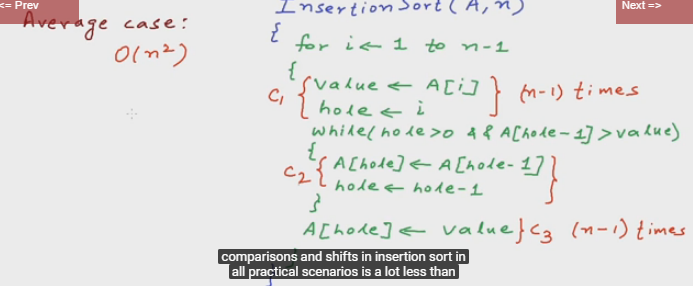 <= Prev
Next =>
InsertionSort(A, n)
Average case:
O(n²)
{
for i ← 1 to n-1
{
C₁ { value ← A[i] } (n-1) times
hole ← i
while(hole >0 && A[hole-1] > value)
{
C₂ { A[hole] ← A[hole-1] }
hole ← hole-1
}
A[hole] ← value } C₃ (n-1) times
comparisons and shifts in insertion sort in
all practical scenarios is a lot less than